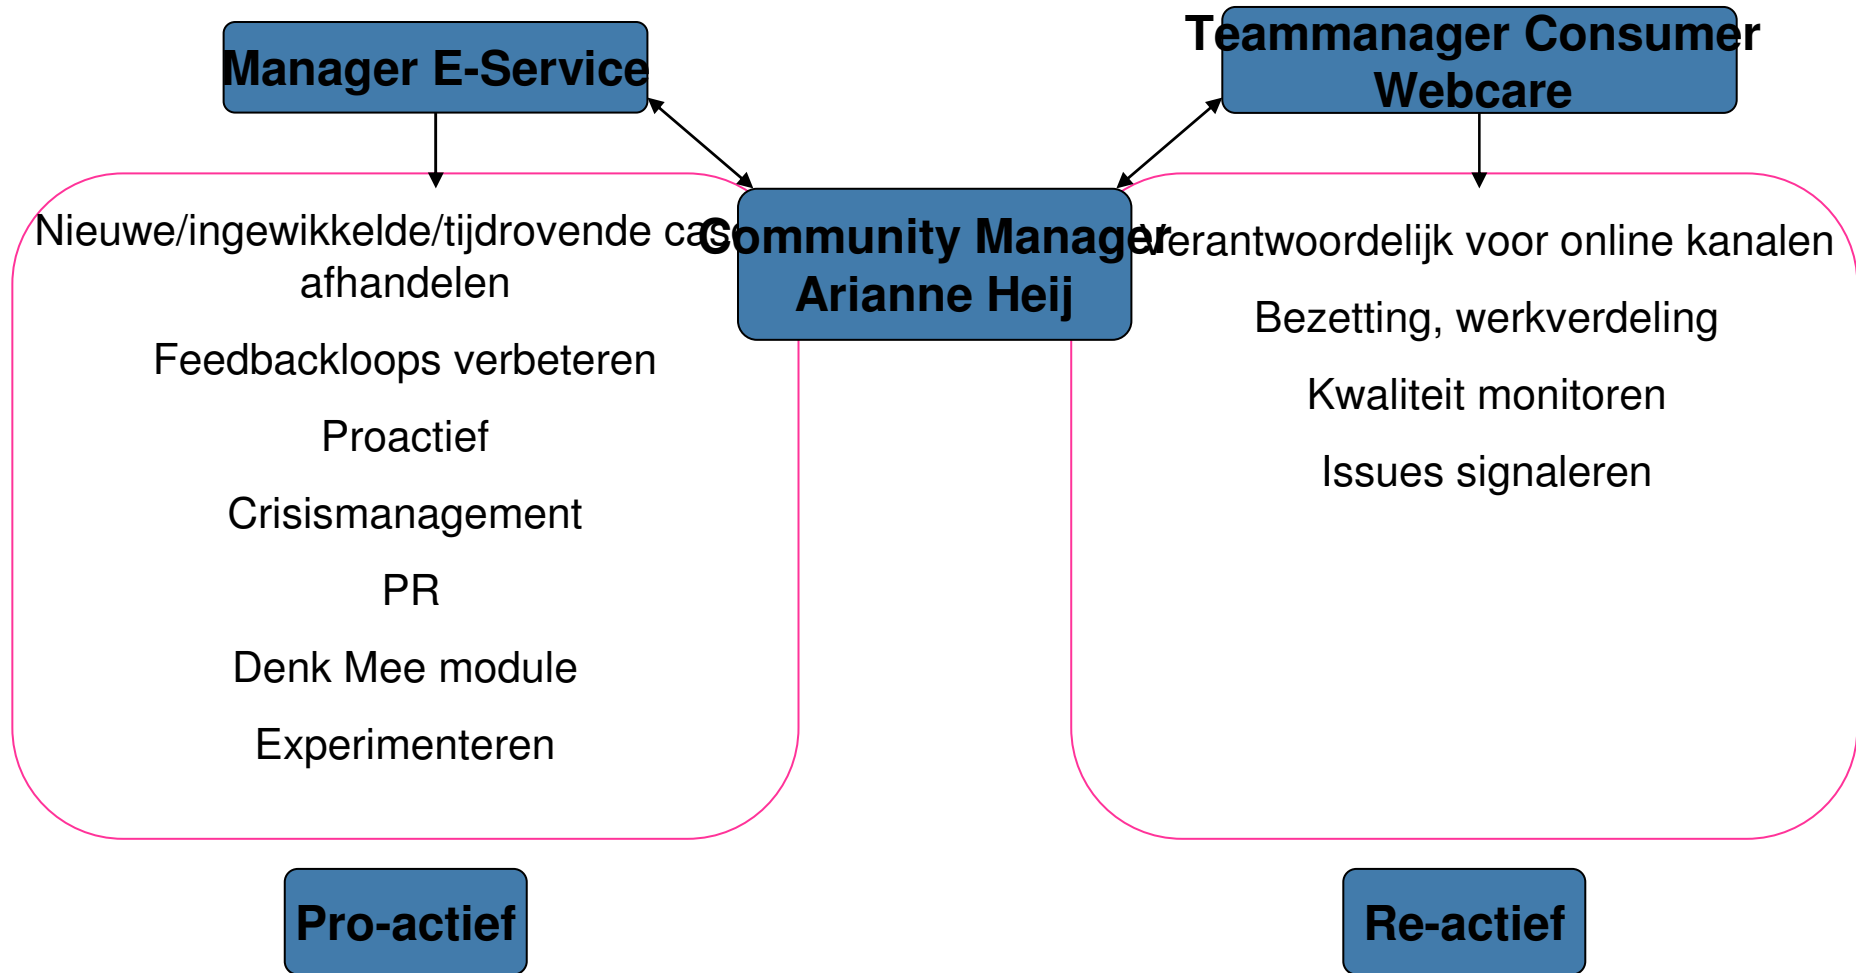 Manager E-Service
Teammanager Consumer
Webcare
Community Manager
Arianne Heij
Nieuwe/ingewikkelde/tijdrovende
afhandelen
Feedbackloops verbeteren
Proactief
Crisismanagement
PR
Denk Mee module
Experimenteren
Verantwoordelijk voor online kanalen
Bezetting, werkverdeling
Kwaliteit monitoren
Issues signaleren
Pro-actief
Re-actief